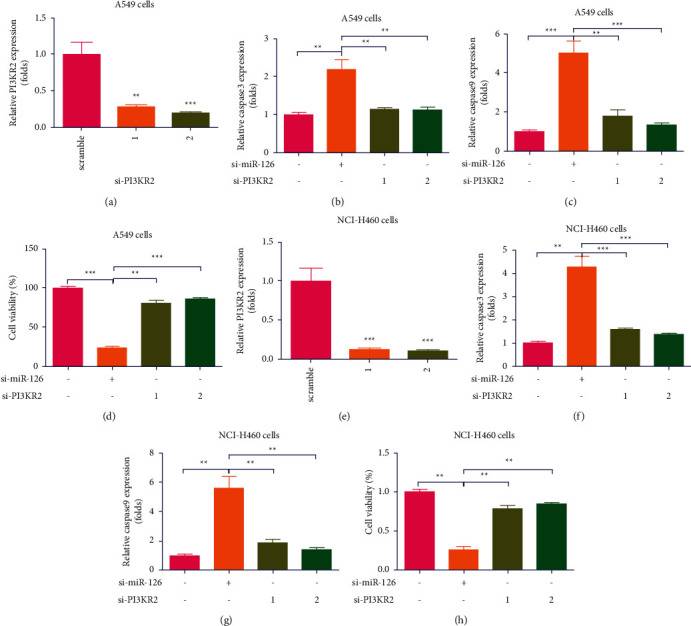 A549 cells
Relative PI3KR2 expression
(folds)
1.5
1.0
0.5
0.0
**
***
scramble
1
2
si-PI3KR2
(a)
A549 cells
Relative caspase3 expression
(folds)
3
2
1
0
**
**
**
si-miR-126 - + - -
si-PI3KR2 - - 1 2
(b)
A549 cells
Relative caspase9 expression
(folds)
6
4
2
0
***
**
***
si-miR-126 - + - -
si-PI3KR2 - - 1 2
(c)
A549 cells
Cell viability (%)
150
100
50
0
***
**
***
si-miR-126 - + - -
si-PI3KR2 - - 1 2
(d)
NCI-H460 cells
Relative PI3KR2 expression
(folds)
1.5
1.0
0.5
0.0
***
***
scramble
1
2
(e)
NCI-H460 cells
Relative caspase3 expression
(folds)
5
4
3
2
1
0
**
***
***
si-miR-126 - + - -
si-PI3KR2 - - 1 2
(f)
NCI-H460 cells
Relative caspase9 expression
(folds)
8
6
4
2
0
**
**
**
si-miR-126 - + - -
si-PI3KR2 - - 1 2
(g)
NCI-H460 cells
Cell viability (%)
1.5
1.0
0.5
0.0
**
**
**
si-miR-126 - + - -
si-PI3KR2 - - 1 2
(h)